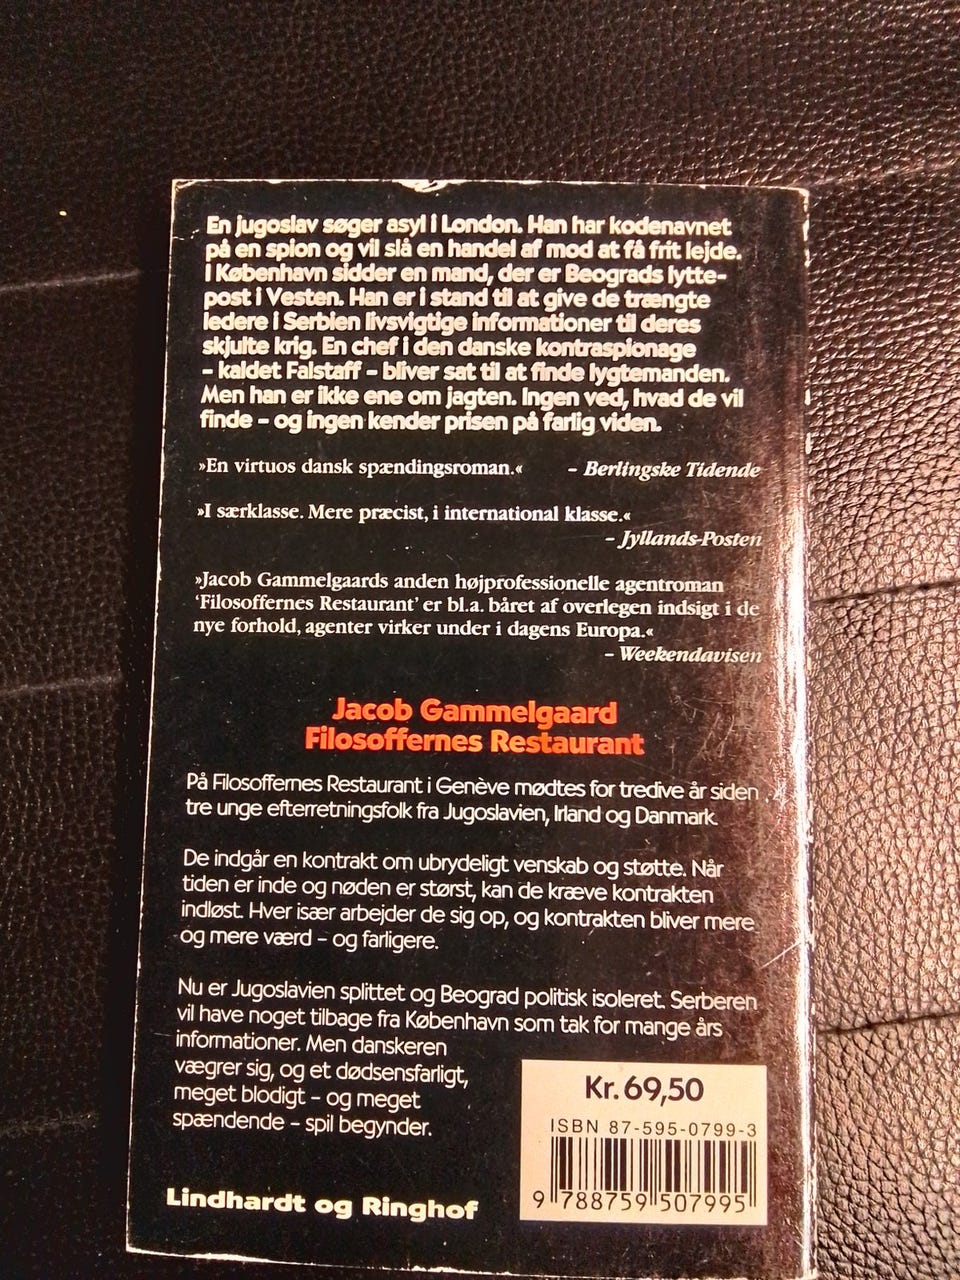 En jugoslav søger asyl i London. Han har kodenavnet
på en spion og vil slå en handel af mod at få frit lejde.
I København sidder en mand, der er Beograds lytte-
post i Vesten. Han er i stand til at give de trængte
ledere i Serbien livsvigtige informationer til deres
skjulte krig. En chef i den danske kontraspionage
– kaldet Falstaff – bliver sat til at finde lygtemanden.
Men han er ikke ene om jagten. Ingen ved, hvad de vil
finde – og ingen kender prisen på farlig viden.
»En virtuos dansk spændingsroman.« – Berlingske Tidende
»I særklasse. Mere præcist, i international klasse.«
– Jyllands-Posten
»Jacob Gammelgaards anden højprofessionelle agentroman
'Filosoffernes Restaurant' er bl.a. båret af overlegen indsigt i de
nye forhold, agenter virker under i dagens Europa.«
– Weekendavisen
Jacob Gammelgaard
Filosoffernes Restaurant
På Filosoffernes Restaurant i Genève mødtes for tredive år siden
tre unge efterretningsfolk fra Jugoslavien, Irland og Danmark.
De indgår en kontrakt om ubrydeligt venskab og støtte. Når
tiden er inde og nøden er størst, kan de kræve kontrakten
indløst. Hver især arbejder de sig op, og kontrakten bliver mere
og mere værd – og farligere.
Nu er Jugoslavien splittet og Beograd politisk isoleret. Serberen
vil have noget tilbage fra København som tak for mange års
informationer. Men danskeren
vægrer sig, og et dødsensfarligt,
meget blodigt – og meget
spændende – spil begynder.
Kr. 69,50
ISBN 87-595-0799-3
9 788759 507995
Lindhardt og Ringhof